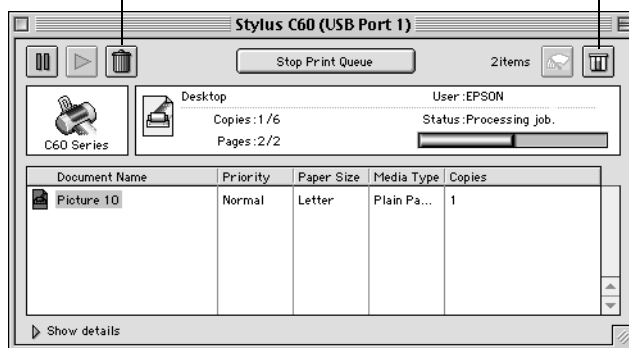 Stylus C60 (USB Port 1)
Stop Print Queue
2items
C60 Series
Desktop
User:EPSON
Copies:1/6
Status:Processing job.
Pages:2/2
Document Name Priority Paper Size Media Type Copies
Picture 10 Normal Letter Plain Pa... 1
Show details